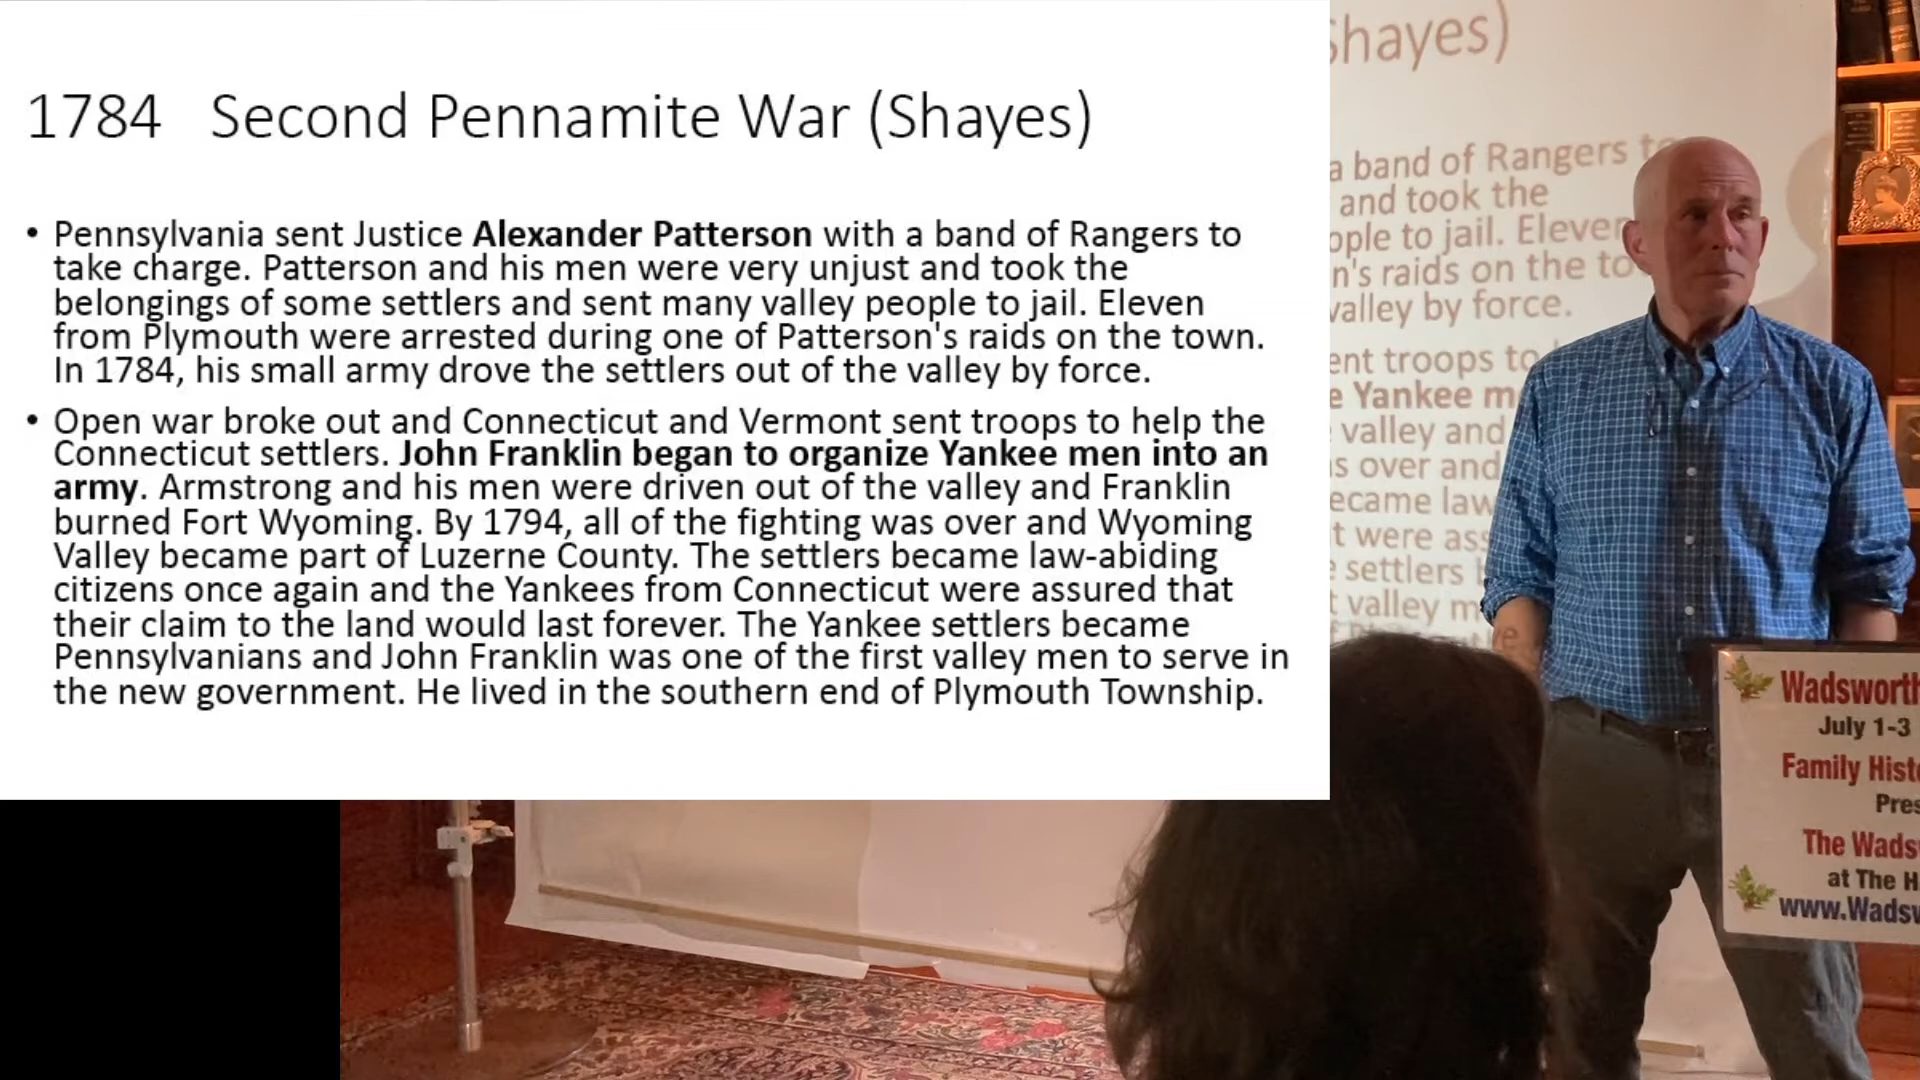 1784 Second Pennamite War (Shayes)
• Pennsylvania sent Justice Alexander Patterson with a band of Rangers to
take charge. Patterson and his men were very unjust and took the
belongings of some settlers and sent many valley people to jail. Eleven
from Plymouth were arrested during one of Patterson's raids on the town.
In 1784, his small army drove the settlers out of the valley by force.
• Open war broke out and Connecticut and Vermont sent troops to help the
Connecticut settlers. John Franklin began to organize Yankee men into an
army. Armstrong and his men were driven out of the valley and Franklin
burned Fort Wyoming. By 1794, all of the fighting was over and Wyoming
Valley became part of Luzerne County. The settlers became law-abiding
citizens once again and the Yankees from Connecticut were assured that
their claim to the land would last forever. The Yankee settlers became
Pennsylvanians and John Franklin was one of the first valley men to serve in
the new government. He lived in the southern end of Plymouth Township.
Shayes)
a band of Rangers to
and took the
ople to jail. Eleven
n's raids on the to
valley by force.
ent troops to
e Yankee m
valley and
s over and
ecame law
t were ass
e settlers
t valley m
Wadsworth
July 1-3
Family Histo
Pres
The Wads
at The H
www.Wadsw